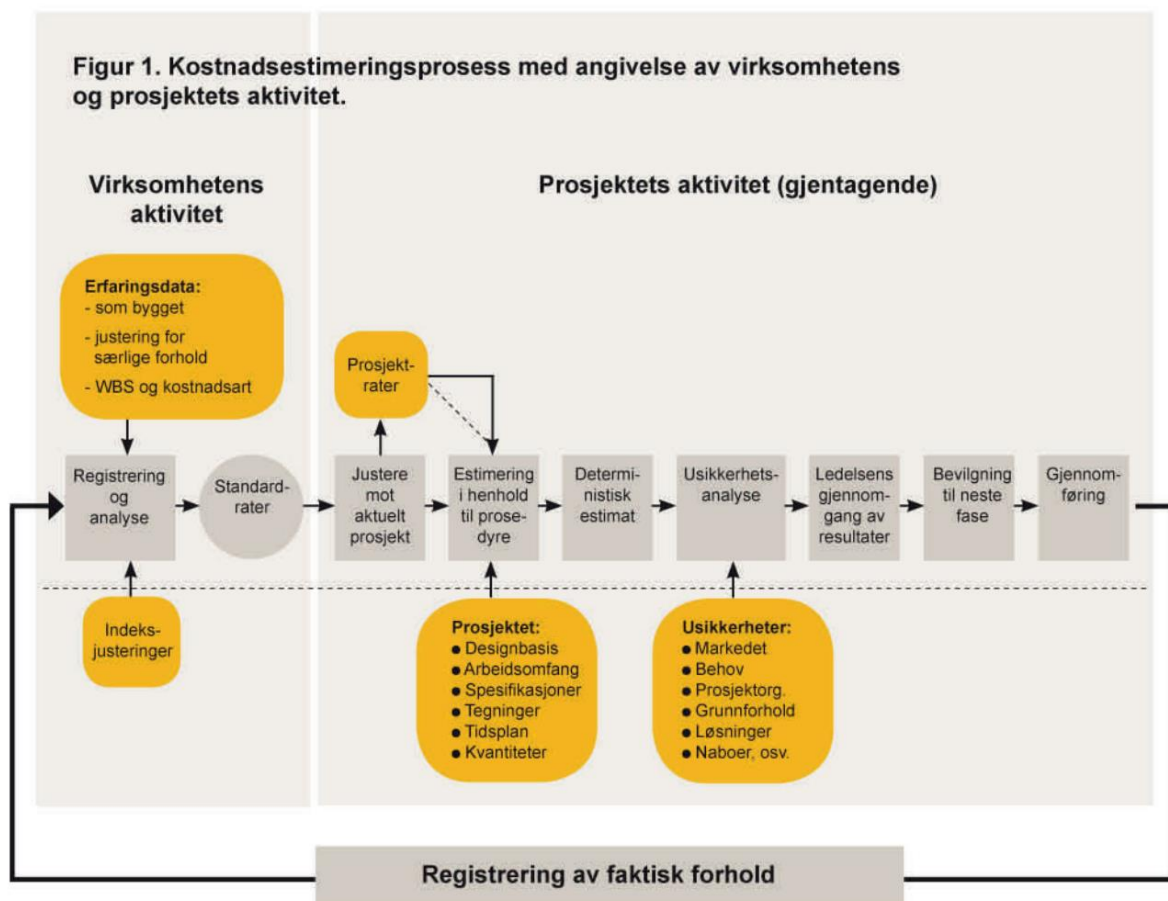 Figur 1. Kostnadsestimeringsprosess med angivelse av virksomhetens
og prosjektets aktivitet.
Virksomhetens
aktivitet
Prosjektets aktivitet (gjentagende)
Erfaringsdata:
- som bygget
- justering for
særlige forhold
- WBS og kostnadsart
Prosjekt-
rater
Registrering
og
analyse
Standard-
rater
Justere
mot
aktuelt
prosjekt
Estimering
i henhold
til prose-
dyre
Determi-
nistisk
estimat
Usikkerhets-
analyse
Ledelsens
gjennom-
gang av
resultater
Bevilgning
til neste
fase
Gjennom-
føring
Indeks-
justeringer
Prosjektet:
● Designbasis
● Arbeidsomfang
● Spesifikasjoner
● Tegninger
● Tidsplan
● Kvantiteter
Usikkerheter:
● Markedet
● Behov
● Prosjektorg.
● Grunnforhold
● Løsninger
● Naboer, osv.
Registrering av faktisk forhold